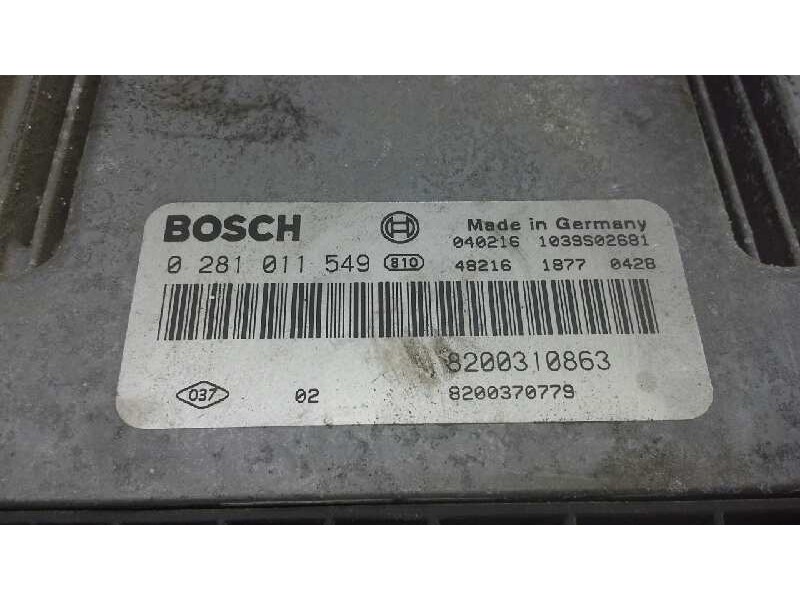 BOSCH Made in Germany
040216 1039S02681
0 281 011 549 810 48216 1877 0428
8200310863
037 02 8200370779